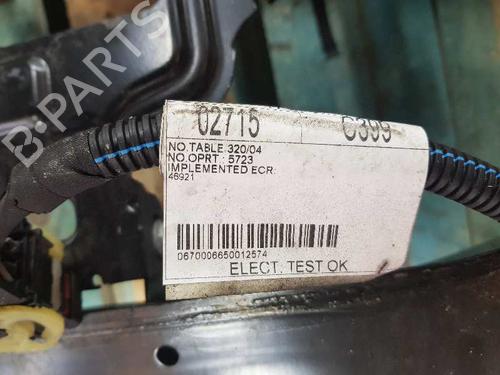 02715 C399
NO.TABLE.320/04
NO.OPRT : 5723
IMPLEMENTED ECR:
46921
0670006650012574
ELECT. TEST OK
B-PARTS